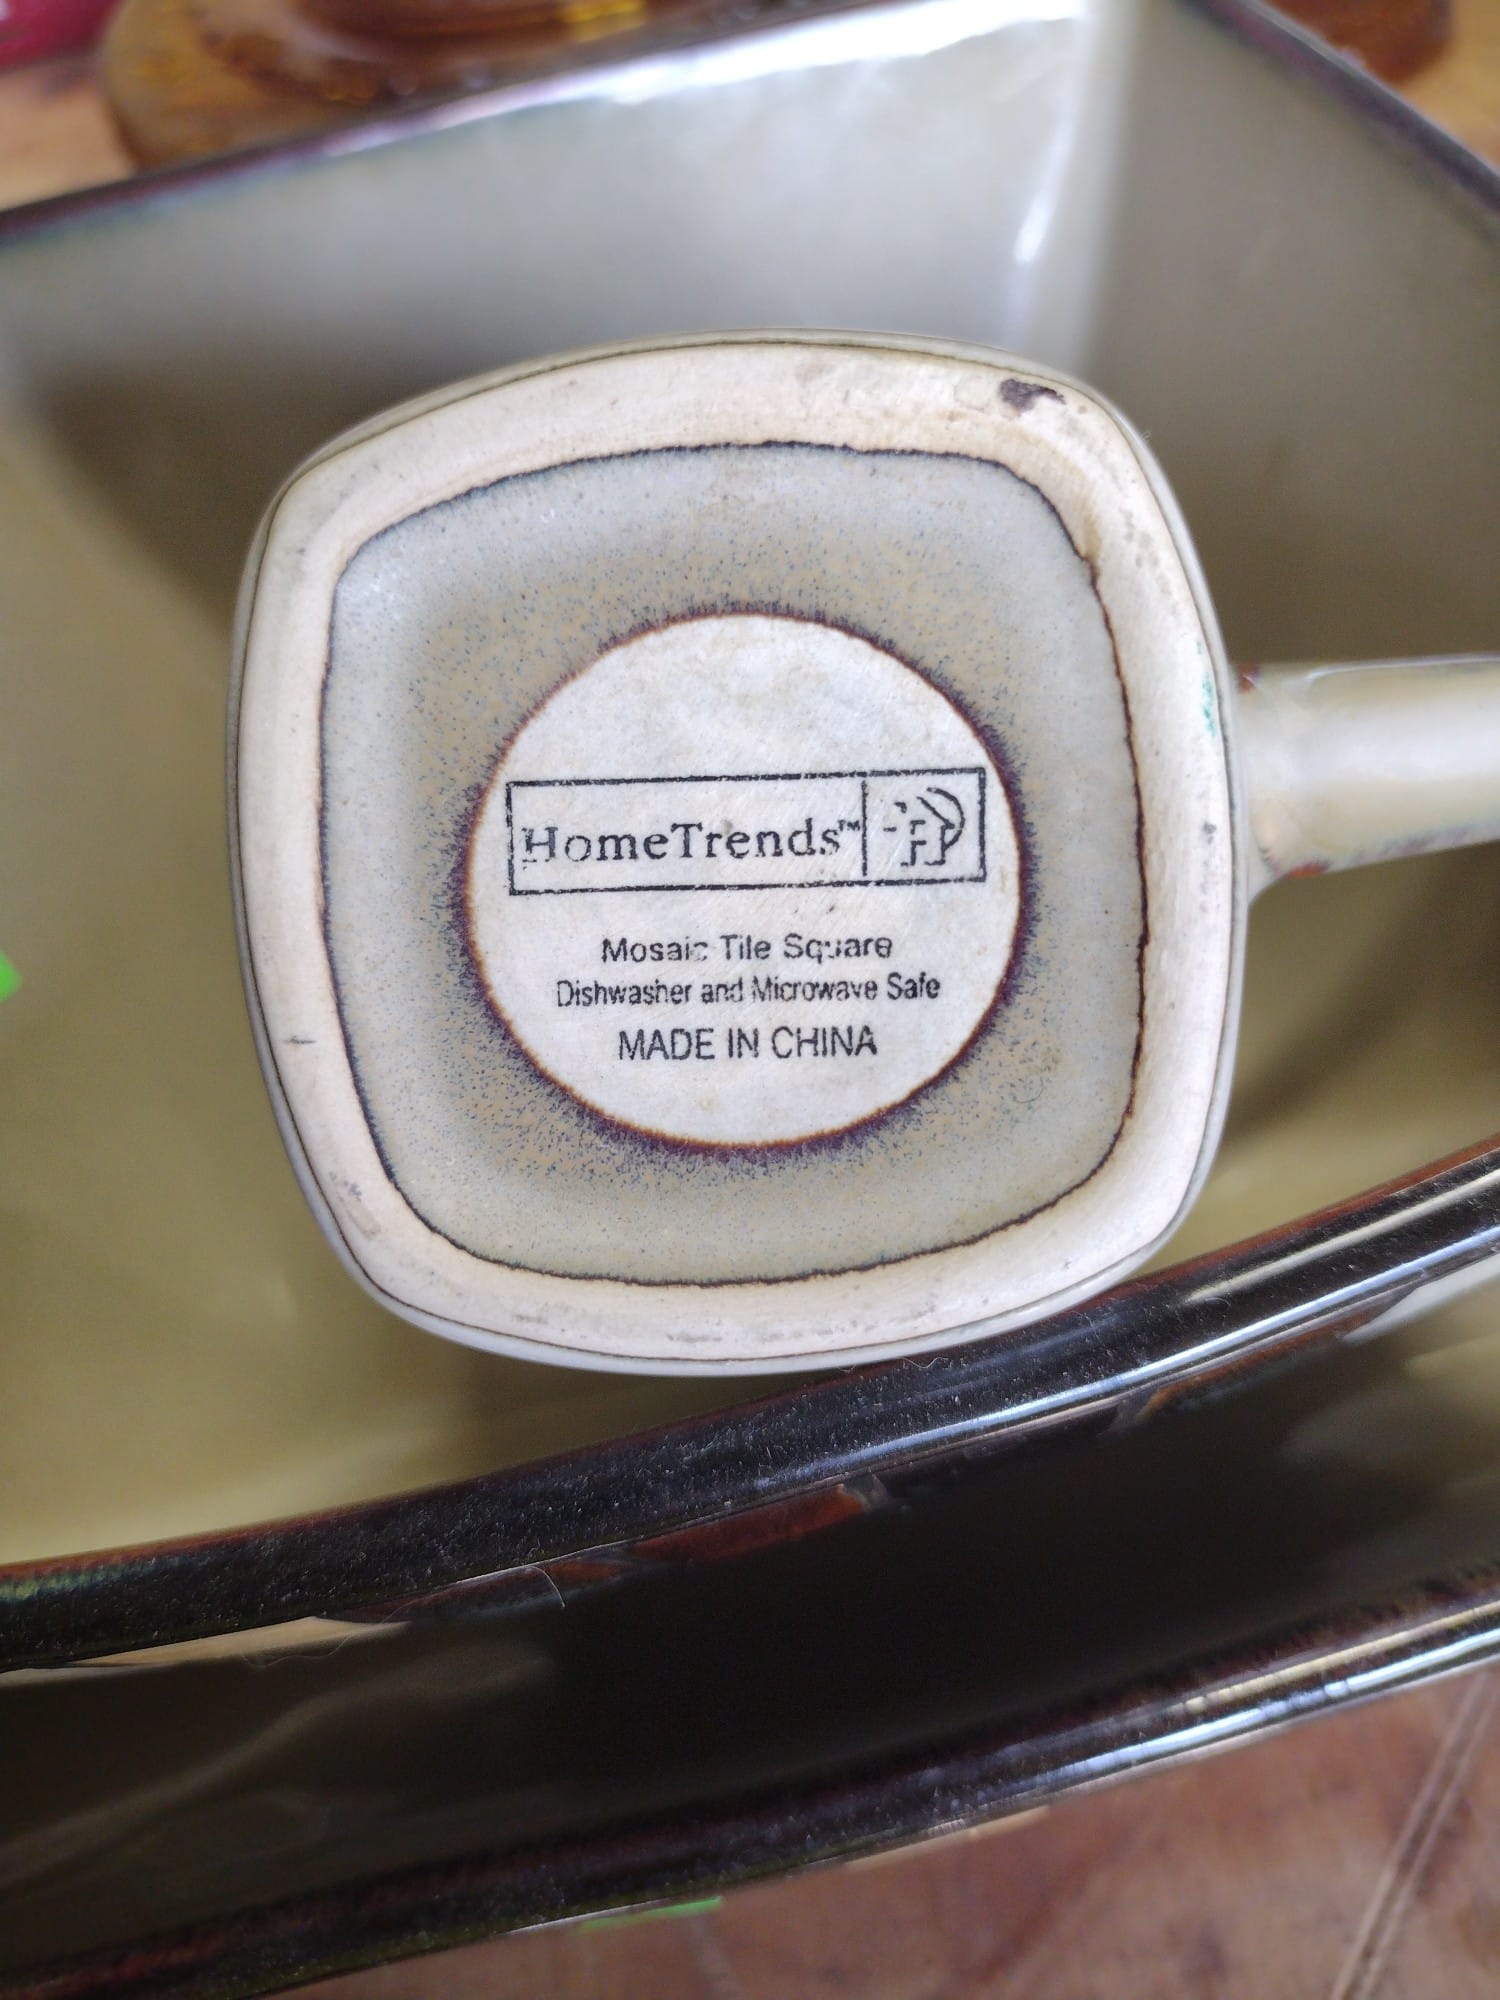 HomeTrends™
Mosaic Tile Square
Dishwasher and Microwave Safe
MADE IN CHINA